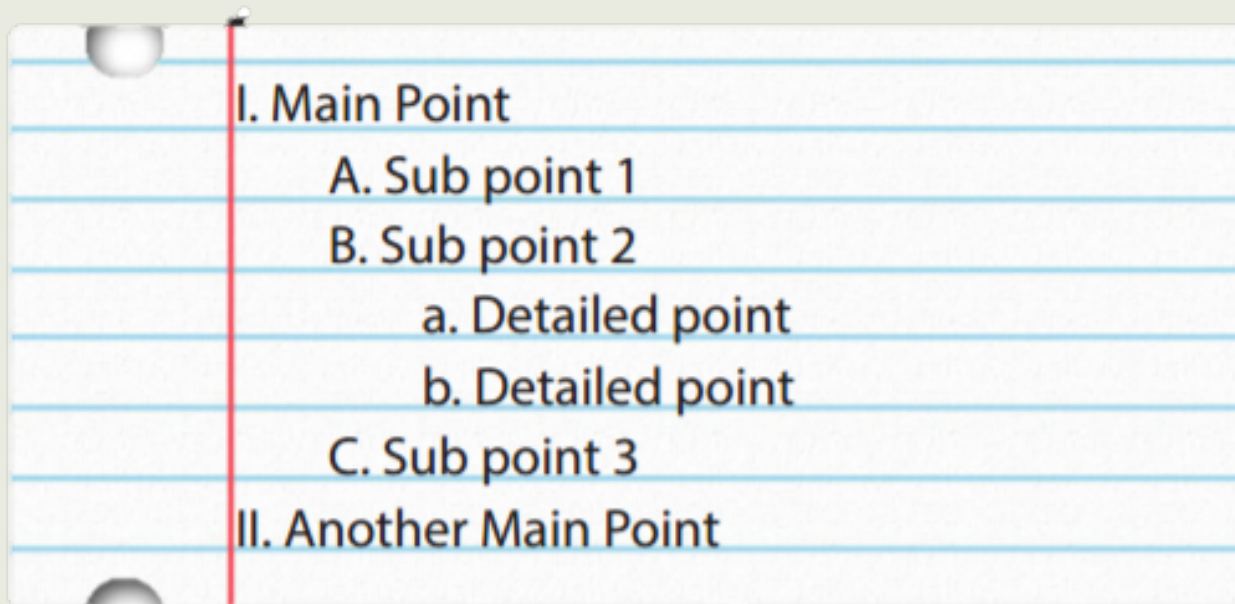 I. Main Point
A. Sub point 1
B. Sub point 2
a. Detailed point
b. Detailed point
C. Sub point 3
II. Another Main Point